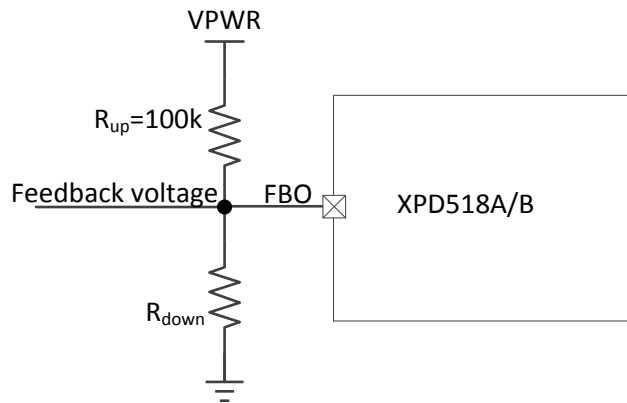 VPWR
Rup=100k
Feedback voltage
FBO
XPD518A/B
Rdown